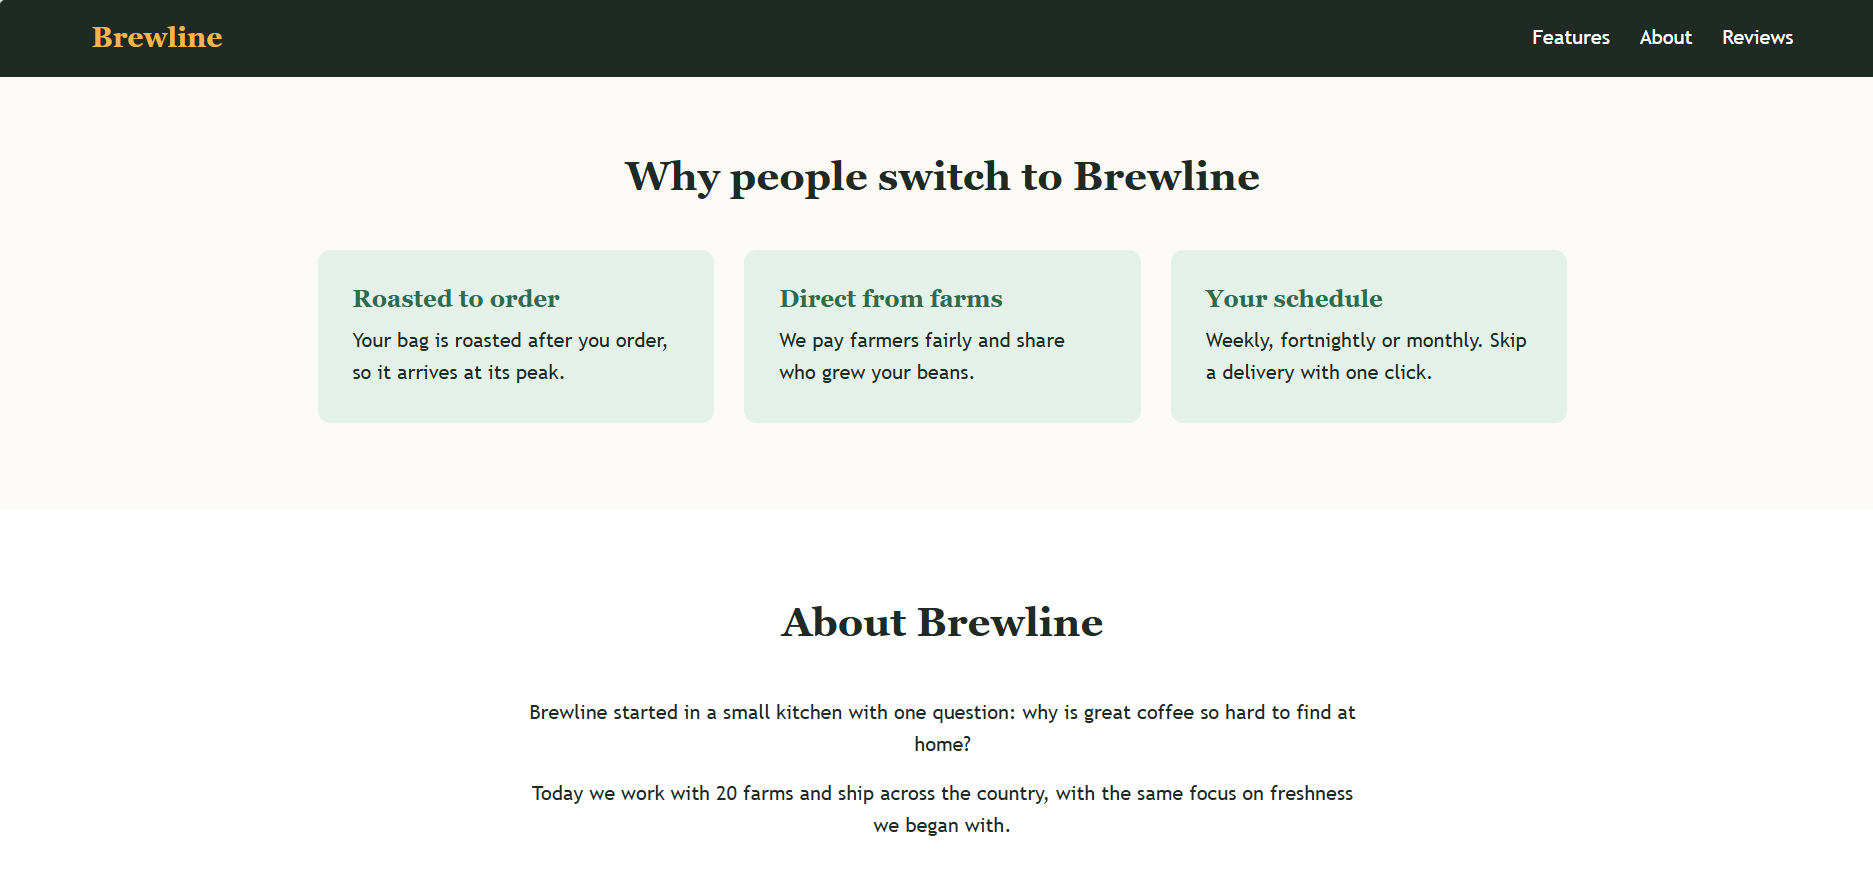 Brewline
Features About Reviews
Why people switch to Brewline
Roasted to order
Your bag is roasted after you order,
so it arrives at its peak.
Direct from farms
We pay farmers fairly and share
who grew your beans.
Your schedule
Weekly, fortnightly or monthly. Skip
a delivery with one click.
About Brewline
Brewline started in a small kitchen with one question: why is great coffee so hard to find at
home?
Today we work with 20 farms and ship across the country, with the same focus on freshness
we began with.